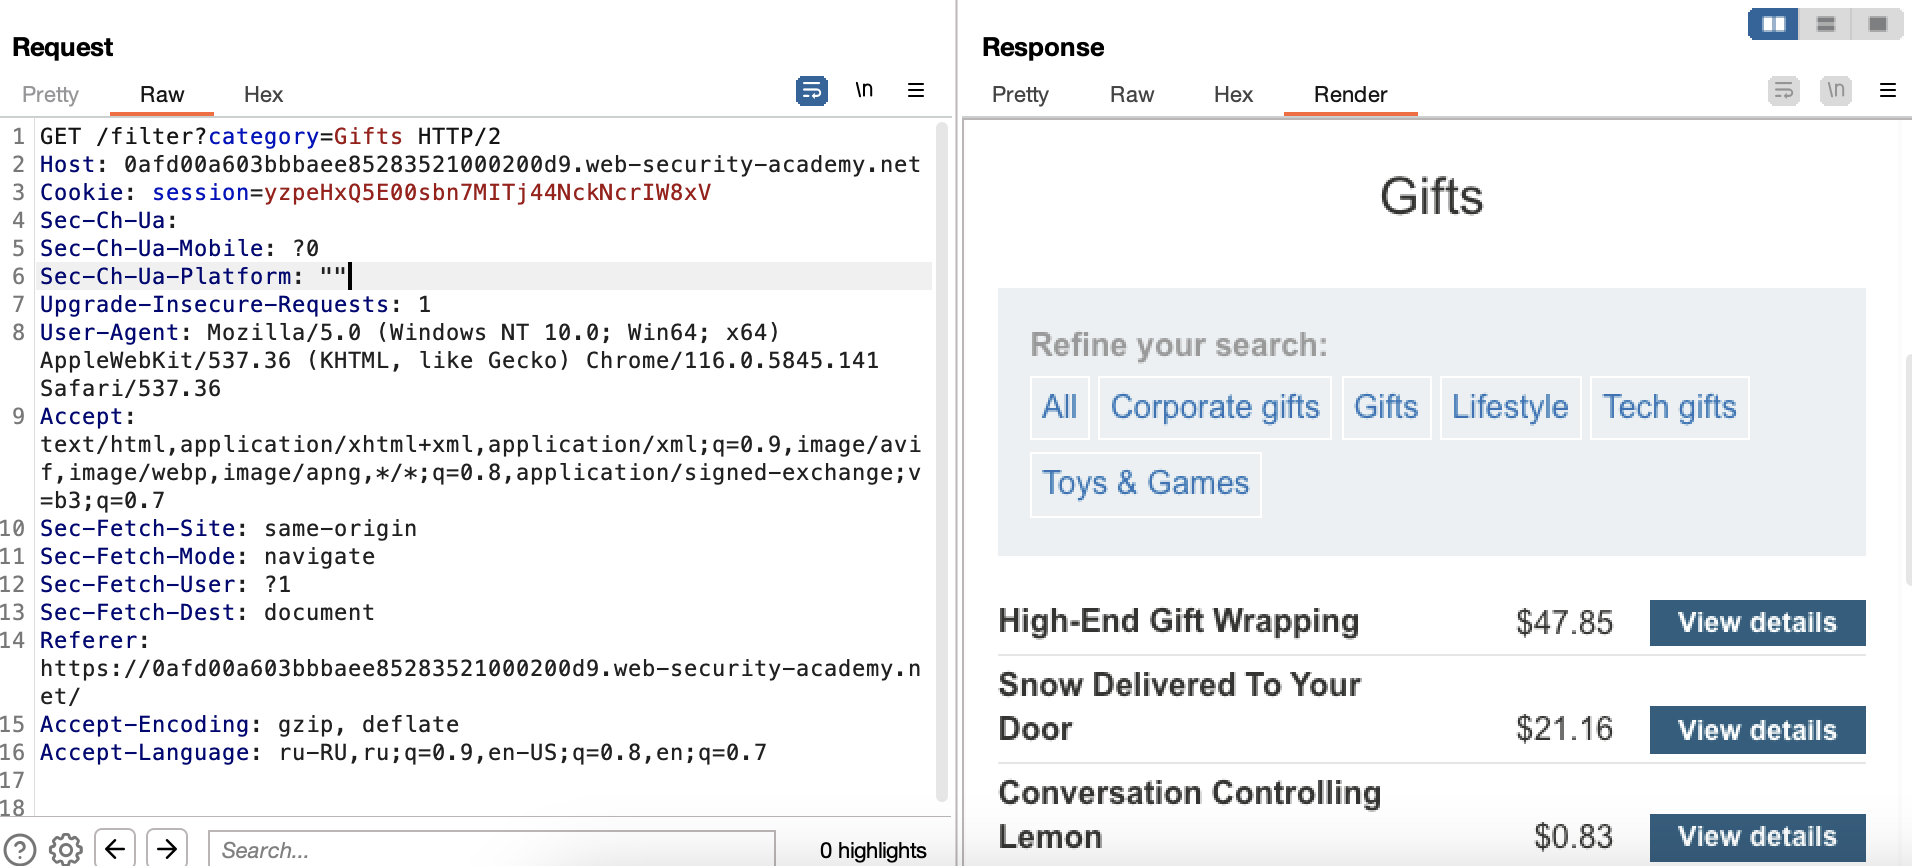 Request
Pretty Raw Hex \n
1 GET /filter?category=Gifts HTTP/2
2 Host: 0afd00a603bbbaee85283521000200d9.web-security-academy.net
3 Cookie: session=yzpeHxQ5E00sbn7MITj44NckNcrIW8xV
4 Sec-Ch-Ua:
5 Sec-Ch-Ua-Mobile: ?0
6 Sec-Ch-Ua-Platform: ""
7 Upgrade-Insecure-Requests: 1
8 User-Agent: Mozilla/5.0 (Windows NT 10.0; Win64; x64)
AppleWebKit/537.36 (KHTML, like Gecko) Chrome/116.0.5845.141
Safari/537.36
9 Accept:
text/html,application/xhtml+xml,application/xml;q=0.9,image/avi
f,image/webp,image/apng,*/*;q=0.8,application/signed-exchange;v
=b3;q=0.7
10 Sec-Fetch-Site: same-origin
11 Sec-Fetch-Mode: navigate
12 Sec-Fetch-User: ?1
13 Sec-Fetch-Dest: document
14 Referer:
https://0afd00a603bbbaee85283521000200d9.web-security-academy.n
et/
15 Accept-Encoding: gzip, deflate
16 Accept-Language: ru-RU,ru;q=0.9,en-US;q=0.8,en;q=0.7
17
18
? Search... 0 highlights
Response
Pretty Raw Hex Render \n
Gifts
Refine your search:
All Corporate gifts Gifts Lifestyle Tech gifts
Toys & Games
High-End Gift Wrapping $47.85 View details
Snow Delivered To Your
Door $21.16 View details
Conversation Controlling
Lemon $0.83 View details